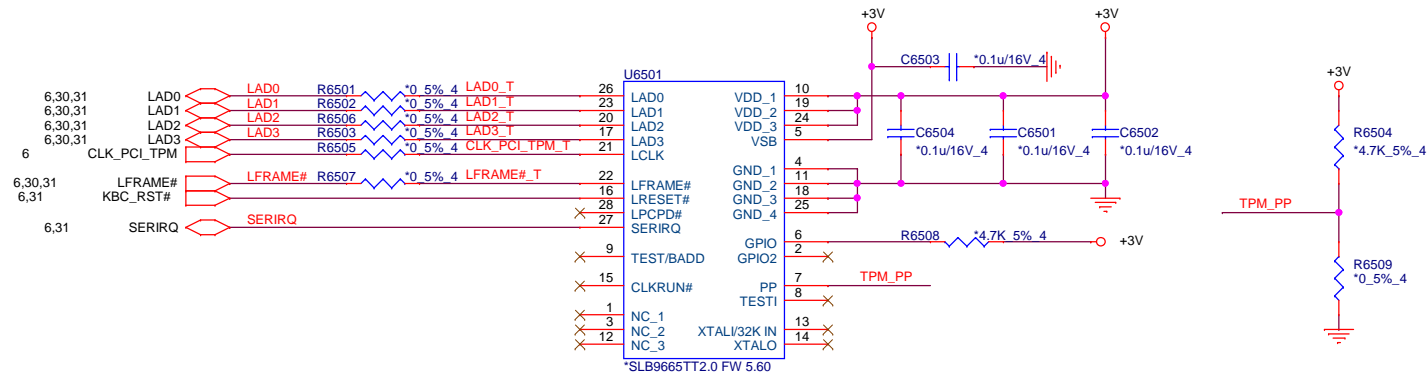 +3V
+3V
C6503
*0.1u/16V_4
+3V
U6501
6,30,31 LAD0 LAD0 R6501 *0_5%_4 LAD0_T 26 LAD0 VDD_1 10
6,30,31 LAD1 LAD1 R6502 *0_5%_4 LAD1_T 23 LAD1 VDD_2 19
6,30,31 LAD2 LAD2 R6506 *0_5%_4 LAD2_T 20 LAD2 VDD_3 24
6,30,31 LAD3 LAD3 R6503 *0_5%_4 LAD3_T 17 LAD3 VSB 5
6 CLK_PCI_TPM R6505 *0_5%_4 CLK_PCI_TPM_T 21 LCLK
C6504
*0.1u/16V_4
C6501
*0.1u/16V_4
C6502
*0.1u/16V_4
R6504
*4.7K_5%_4
GND_1 4
6,30,31 LFRAME# LFRAME# R6507 *0_5%_4 LFRAME#_T 22 LFRAME# GND_2 11
6,31 KBC_RST# 16 LRESET# GND_3 18
28 LPCPD# GND_4 25
6,31 SERIRQ SERIRQ 27 SERIRQ
TPM_PP
GPIO 6 R6508 *4.7K_5%_4 +3V
9 TEST/BADD GPIO2 2
15 CLKRUN# PP 7 TPM_PP
TESTI 8
R6509
*0_5%_4
1 NC_1
3 NC_2 XTALI/32K IN 13
12 NC_3 XTALO 14
*SLB9665TT2.0 FW 5.60